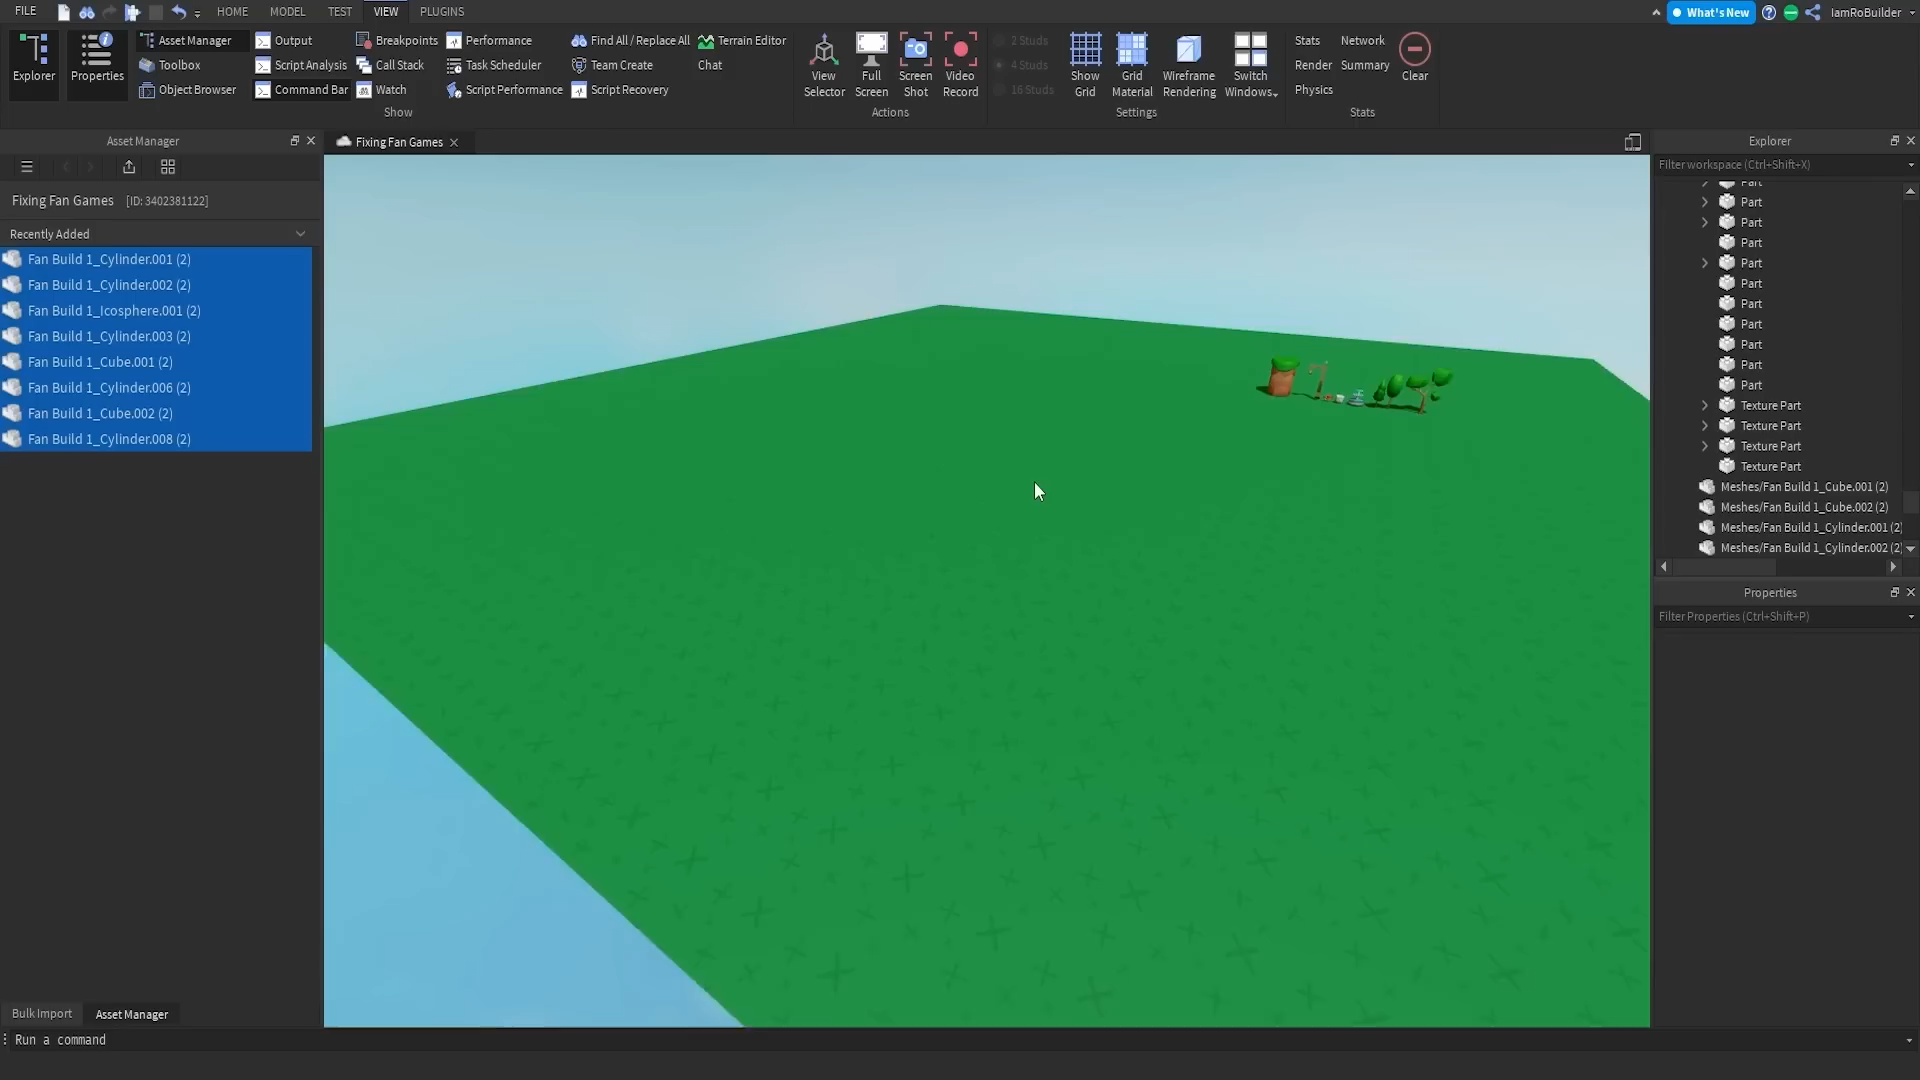 FILE
HOME
MODEL
TEST
VIEW
PLUGINS
What's New
IamRoBuilder
Explorer
Properties
Asset Manager
Toolbox
Object Browser
Output
Script Analysis
Command Bar
Breakpoints
Call Stack
Watch
Performance
Task Scheduler
Script Performance
Find All / Replace All
Team Create
Script Recovery
Terrain Editor
Chat
Show
View Selector
Full Screen
Screen Shot
Video Record
Actions
2 Studs
4 Studs
16 Studs
Show Grid
Grid Material
Wireframe Rendering
Switch Windows
Settings
Stats
Render
Physics
Network
Summary
Clear
Stats
Asset Manager
Fixing Fan Games
Explorer
Fixing Fan Games [ID: 3402381122]
Recently Added
Fan Build 1_Cylinder.001 (2)
Fan Build 1_Cylinder.002 (2)
Fan Build 1_Icosphere.001 (2)
Fan Build 1_Cylinder.003 (2)
Fan Build 1_Cube.001 (2)
Fan Build 1_Cylinder.006 (2)
Fan Build 1_Cube.002 (2)
Fan Build 1_Cylinder.008 (2)
Filter workspace (Ctrl+Shift+X)
Part
Part
Part
Part
Part
Part
Part
Part
Part
Part
Part
Texture Part
Texture Part
Texture Part
Texture Part
Meshes/Fan Build 1_Cube.001 (2)
Meshes/Fan Build 1_Cube.002 (2)
Meshes/Fan Build 1_Cylinder.001 (2)
Meshes/Fan Build 1_Cylinder.002 (2)
Properties
Filter Properties (Ctrl+Shift+P)
Bulk Import
Asset Manager
Run a command